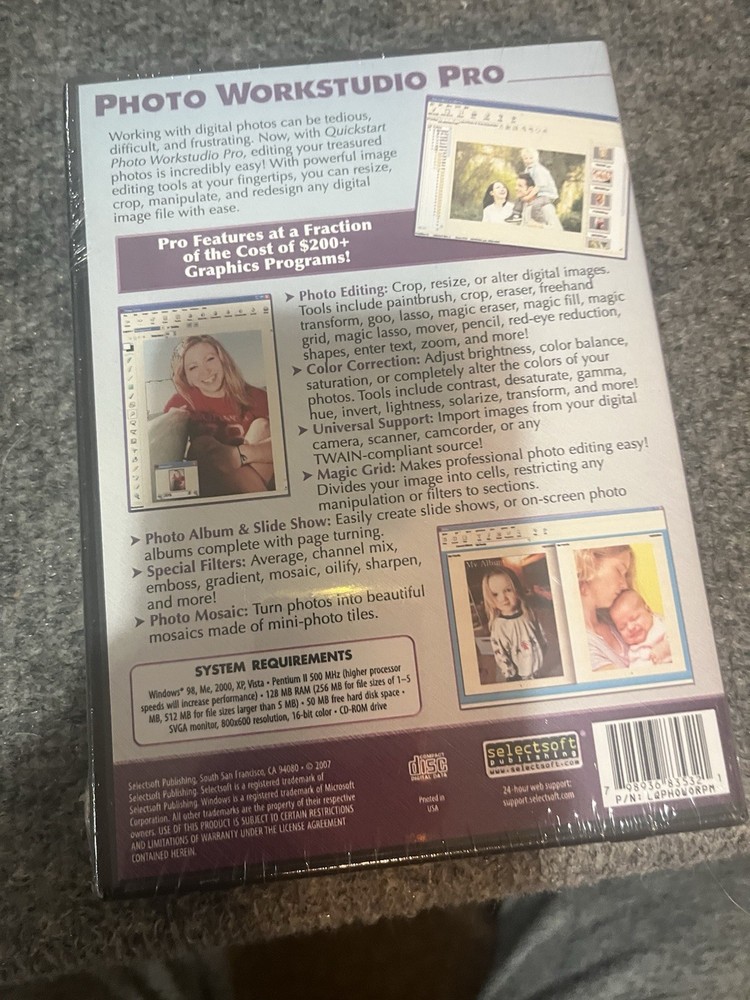 PHOTO WORKSTUDIO PRO
Working with digital photos can be tedious,
difficult, and frustrating. Now, with Quickstart
Photo Workstudio Pro, editing your treasured
photos is incredibly easy! With powerful image
editing tools at your fingertips, you can resize,
crop, manipulate, and redesign any digital
image file with ease.
Pro Features at a Fraction
of the Cost of $200+
Graphics Programs!
➤ Photo Editing: Crop, resize, or alter digital images.
Tools include paintbrush, crop, eraser, freehand
transform, goo, lasso, magic eraser, magic fill, magic
grid, magic lasso, mover, pencil, red-eye reduction,
shapes, enter text, zoom, and more!
➤ Color Correction: Adjust brightness, color balance,
saturation, or completely alter the colors of your
photos. Tools include contrast, desaturate, gamma,
hue, invert, lightness, solarize, transform, and more!
➤ Universal Support: Import images from your digital
camera, scanner, camcorder, or any
TWAIN-compliant source!
➤ Magic Grid: Makes professional photo editing easy!
Divides your image into cells, restricting any
manipulation or filters to sections.
➤ Photo Album & Slide Show: Easily create slide shows, or on-screen photo
albums complete with page turning.
➤ Special Filters: Average, channel mix,
emboss, gradient, mosaic, oilify, sharpen,
and more!
➤ Photo Mosaic: Turn photos into beautiful
mosaics made of mini-photo tiles.
My Album
SYSTEM REQUIREMENTS
Windows® 98, Me, 2000, XP, Vista • Pentium II 500 MHz (higher processor
speeds will increase performance) • 128 MB RAM (256 MB for file sizes of 1–5
MB, 512 MB for file sizes larger than 5 MB) • 50 MB free hard disk space •
SVGA monitor, 800x600 resolution, 16-bit color • CD-ROM drive
Selectsoft Publishing, South San Francisco, CA 94080 • © 2007
Selectsoft Publishing. Selectsoft is a registered trademark of
Selectsoft Publishing. Windows is a registered trademark of Microsoft
Corporation. All other trademarks are the property of their respective
owners. USE OF THIS PRODUCT IS SUBJECT TO CERTAIN RESTRICTIONS
AND LIMITATIONS OF WARRANTY UNDER THE LICENSE AGREEMENT
CONTAINED HEREIN.
COMPACT
disc
DIGITAL DATA
Printed in
USA
selectsoft®
publishing
www.selectsoft.com
24-hour web support:
support.selectsoft.com
7 98936 83532 1
P/N: LQPHOWORPM